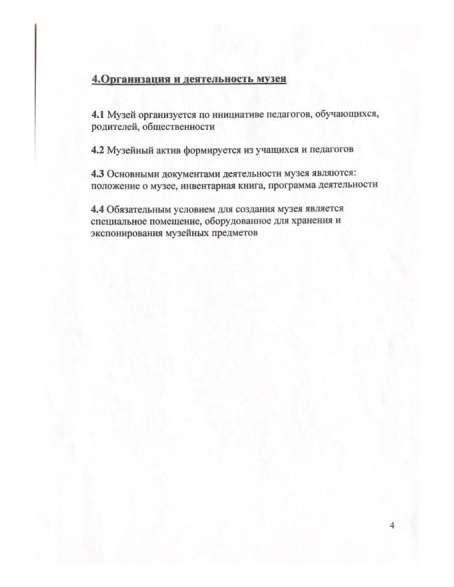 4.Организация и деятельность музея
4.1 Музей организуется по инициативе педагогов, обучающихся,
родителей, общественности
4.2 Музейный актив формируется из учащихся и педагогов
4.3 Основными документами деятельности музея являются:
положение о музее, инвентарная книга, программа деятельности
4.4 Обязательным условием для создания музея является
специальное помещение, оборудованное для хранения и
экспонирования музейных предметов
4